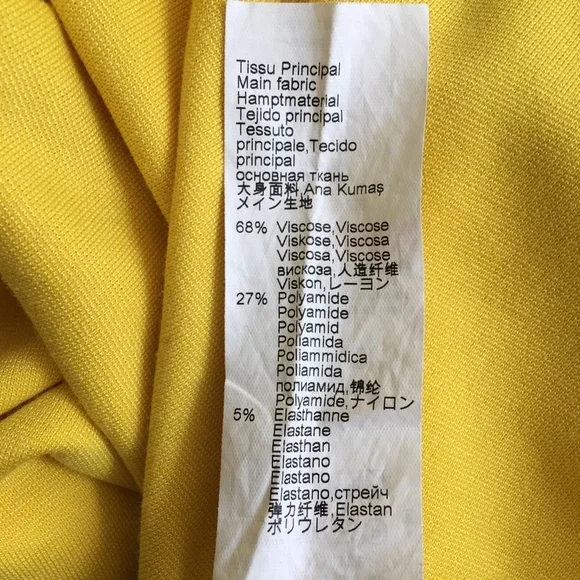 Tissu Principal
Main fabric
Hamptmaterial
Tejido principal
Tessuto
principale,Tecido
principal
основная ткань
大身面料,Ana Kumaş
メイン生地
68% Viscose,Viscose
Viskose,Viscosa
Viscosa,Viscose
вискоза,人造纤维
Viskon,レーヨン
27% Polyamide
Polyamide
Polyamid
Poliamida
Poliammidica
Poliamida
полиамид,锦纶
Polyamide,ナイロン
5% Elasthanne
Elastane
Elasthan
Elastano
Elastano
Elastano,стрейч
弹力纤维,Elastan
ポリウレタン